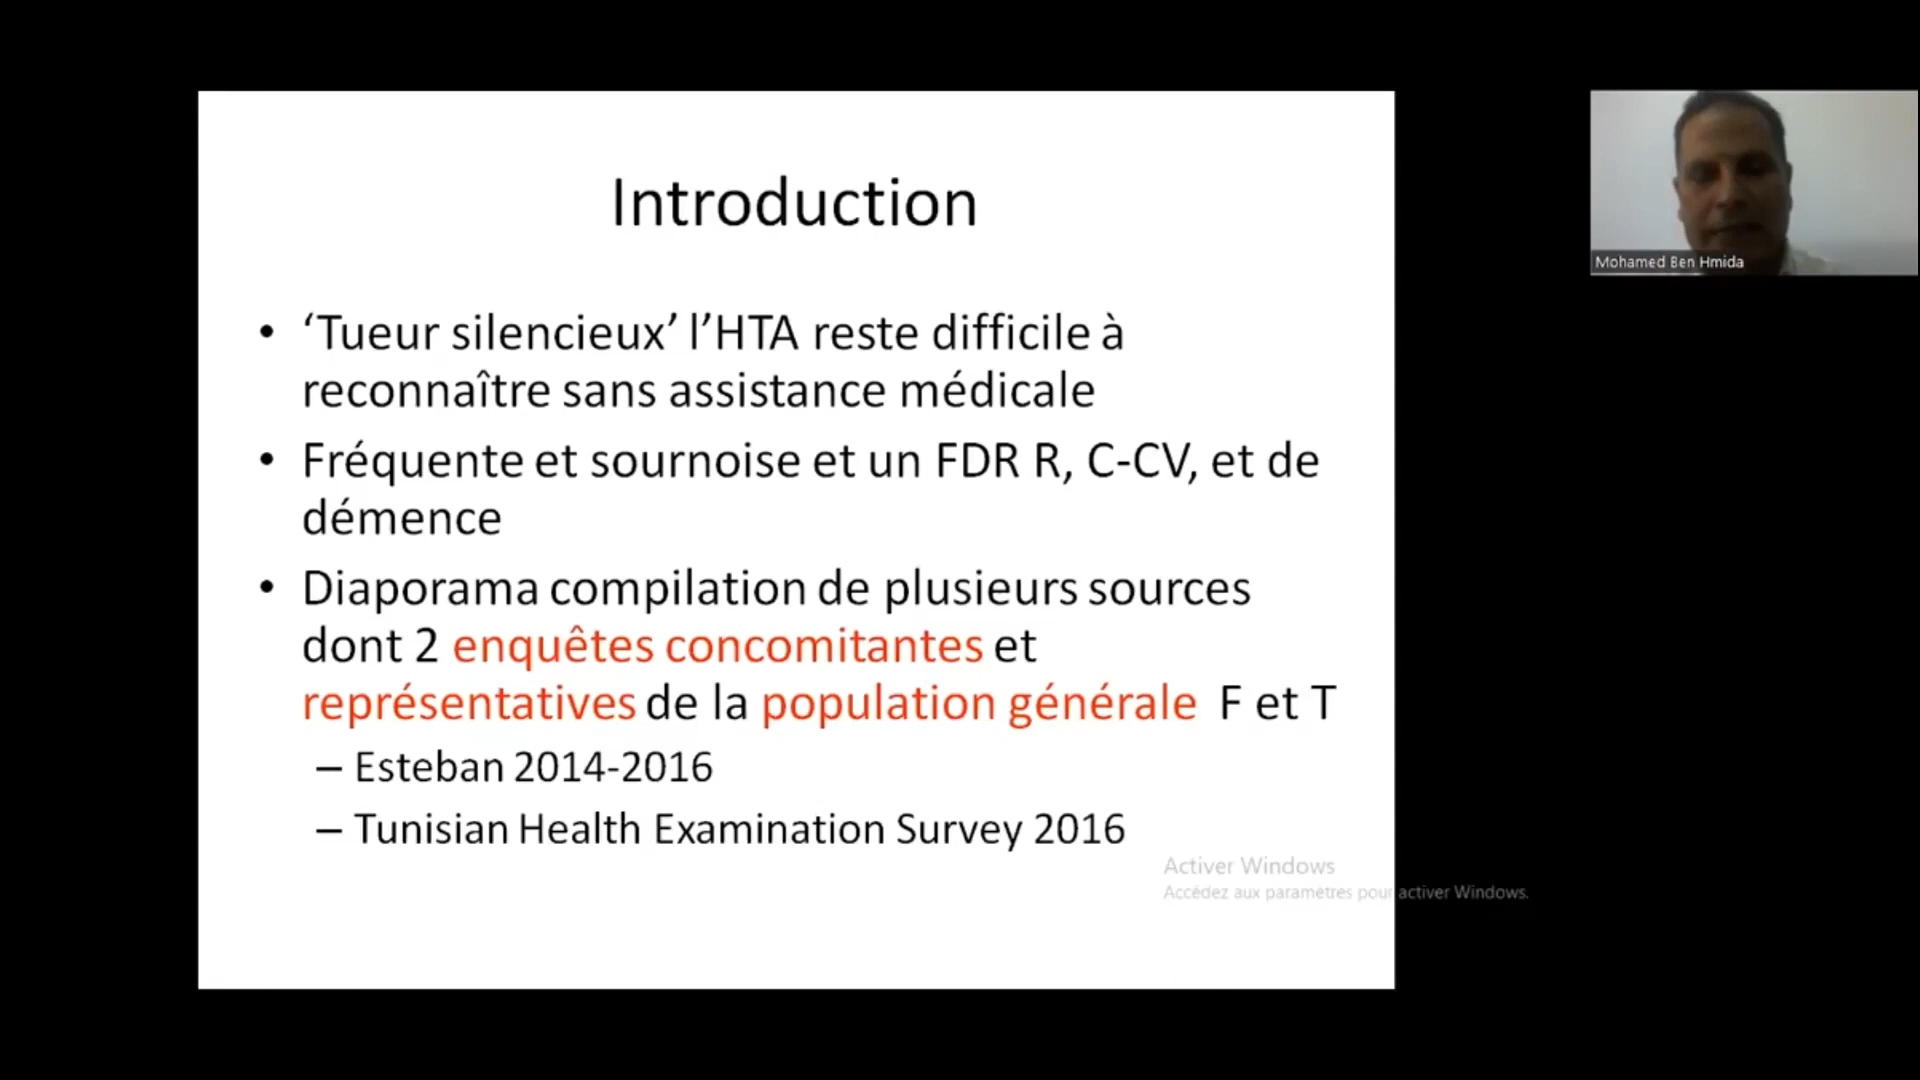 Introduction
• ‘Tueur silencieux’ l’HTA reste difficile à
reconnaître sans assistance médicale
• Fréquente et sournoise et un FDR R, C-CV, et de
démence
• Diaporama compilation de plusieurs sources
dont 2 enquêtes concomitantes et
représentatives de la population générale F et T
– Esteban 2014-2016
– Tunisian Health Examination Survey 2016
Activer Windows
Accédez aux paramètres pour activer Windows.
Mohamed Ben Hmida